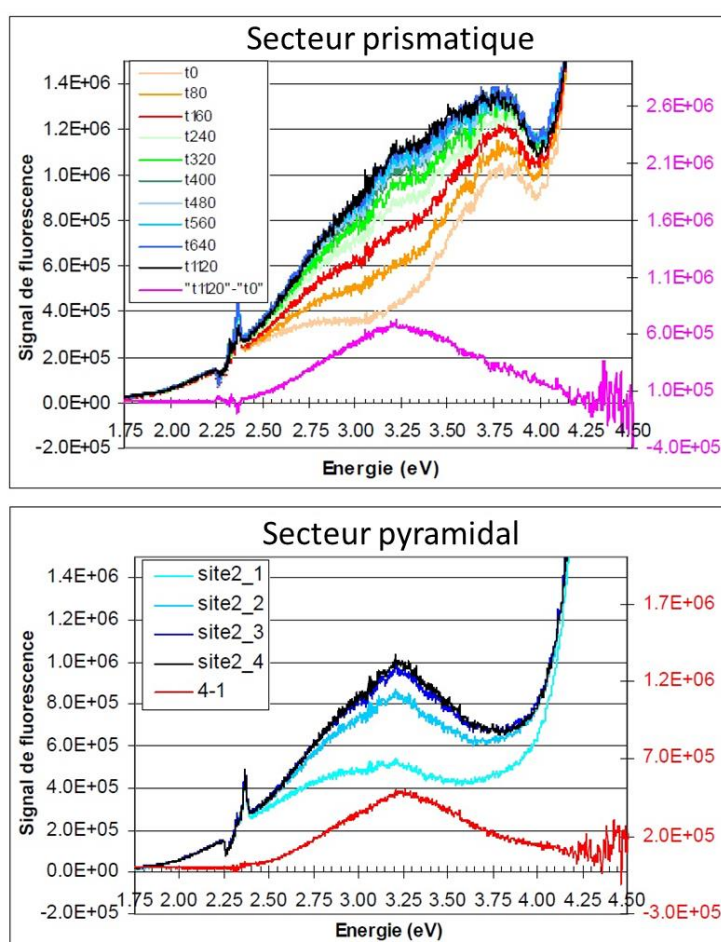 Secteur prismatique
t0
t80
t160
t240
t320
t400
t480
t560
t640
t1120
"t1120"-"t0"
Signal de fluorescence
1.4E+06
1.2E+06
1.0E+06
8.0E+05
6.0E+05
4.0E+05
2.0E+05
0.0E+00
-2.0E+05
2.6E+06
2.1E+06
1.6E+06
1.1E+06
6.0E+05
1.0E+05
-4.0E+05
1.75 2.00 2.25 2.50 2.75 3.00 3.25 3.50 3.75 4.00 4.25 4.50
Energie (eV)
Secteur pyramidal
site2_1
site2_2
site2_3
site2_4
4-1
Signal de fluorescence
1.4E+06
1.2E+06
1.0E+06
8.0E+05
6.0E+05
4.0E+05
2.0E+05
0.0E+00
-2.0E+05
1.7E+06
1.2E+06
7.0E+05
2.0E+05
-3.0E+05
1.75 2.00 2.25 2.50 2.75 3.00 3.25 3.50 3.75 4.00 4.25 4.50
Energie (eV)